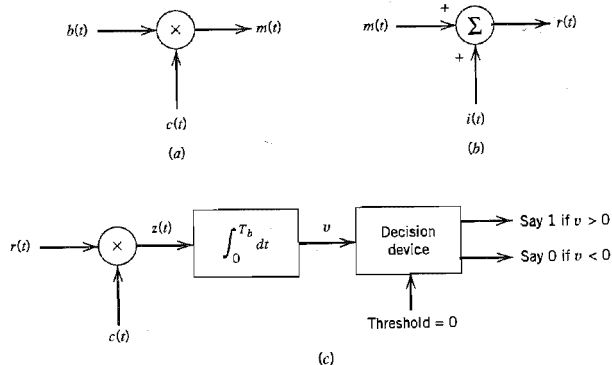 b(t) × m(t)
c(t)
(a)
m(t) + Σ r(t)
+
i(t)
(b)
r(t) × z(t) ∫₀^{T_b} dt v Decision device Say 1 if v > 0
Say 0 if v < 0
c(t)
Threshold = 0
(c)